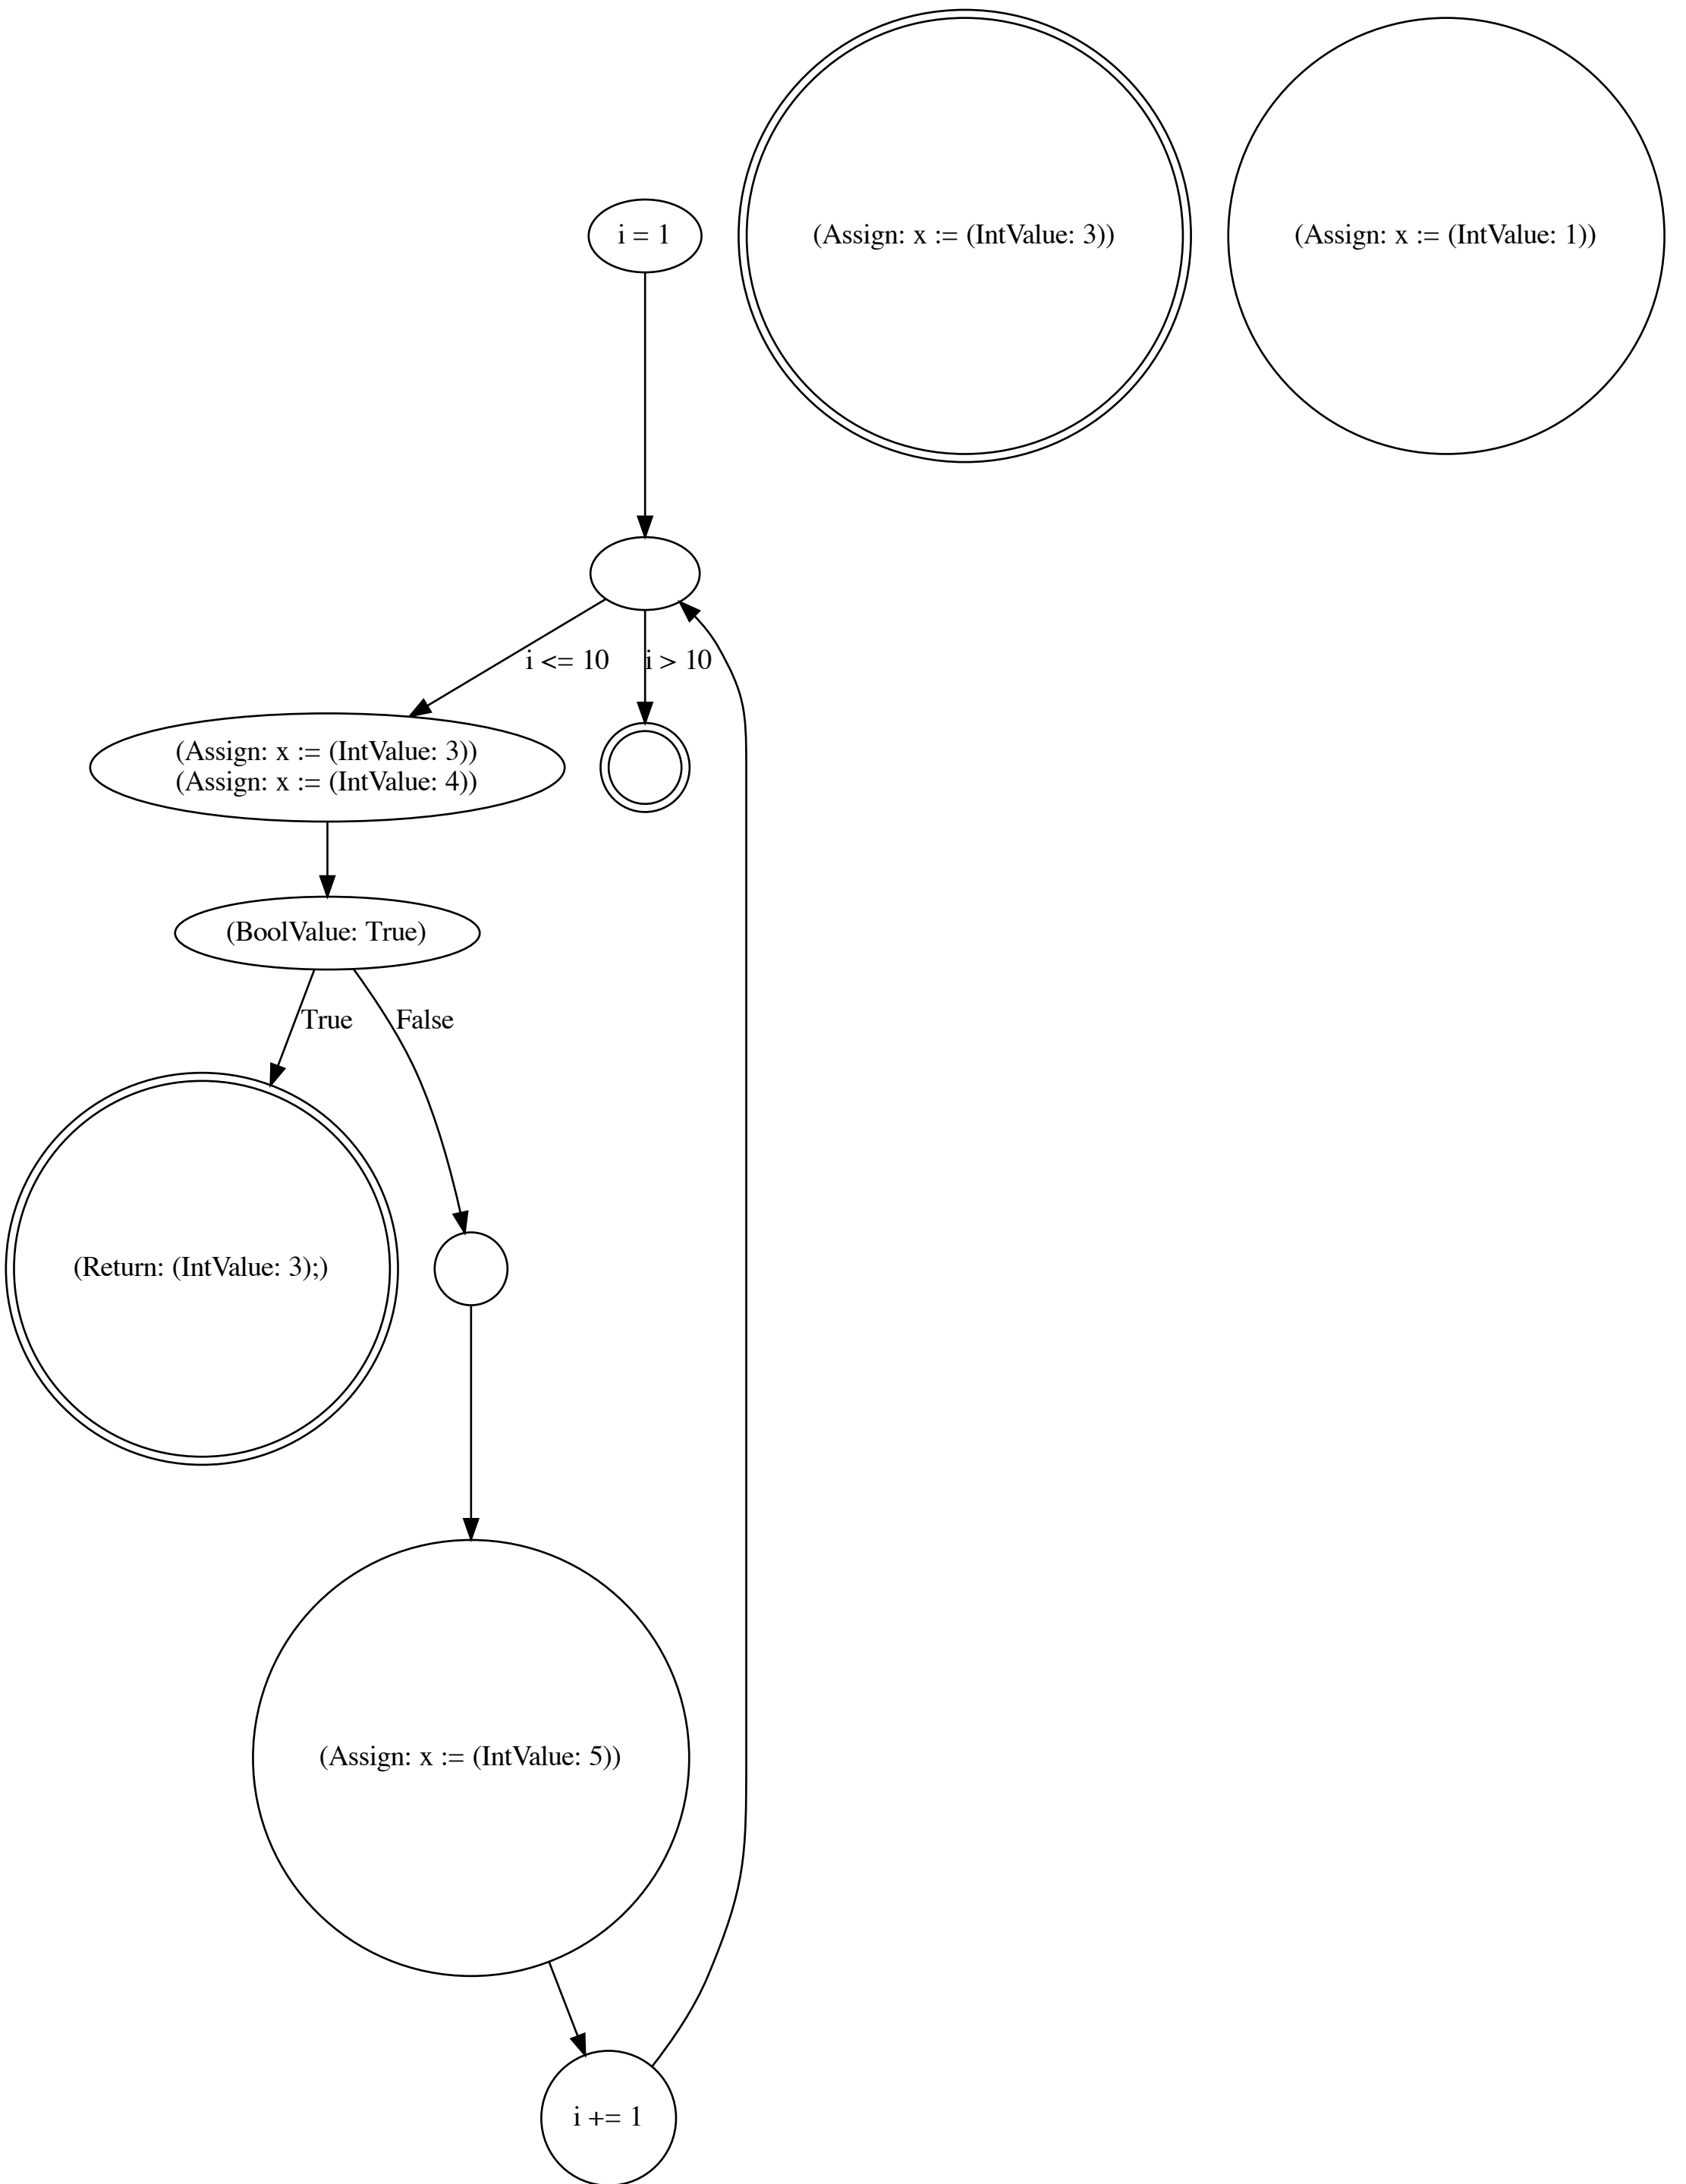 i = 1
(Assign: x := (IntValue: 3))
(Assign: x := (IntValue: 1))
i <= 10
i > 10
(Assign: x := (IntValue: 3))
(Assign: x := (IntValue: 4))
(BoolValue: True)
True
False
(Return: (IntValue: 3);)
(Assign: x := (IntValue: 5))
i += 1